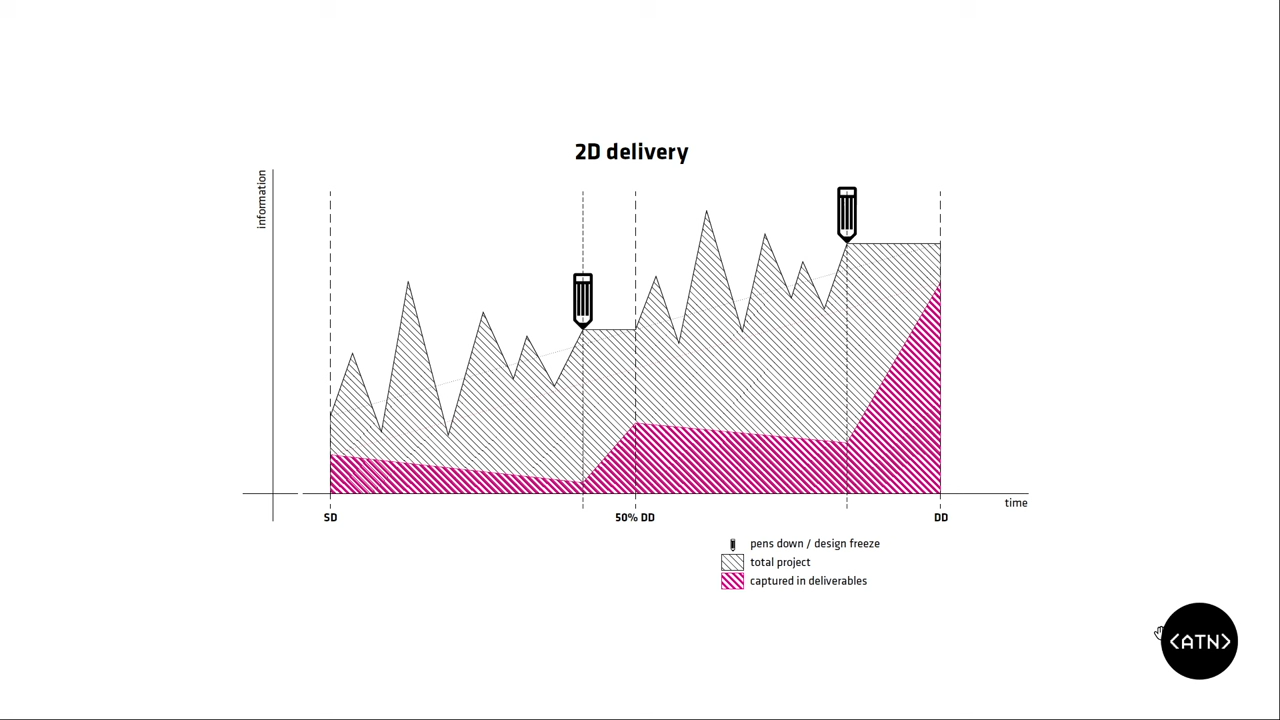 2D delivery
information
time
SD
50% DD
DD
pens down / design freeze
total project
captured in deliverables
<ATN>